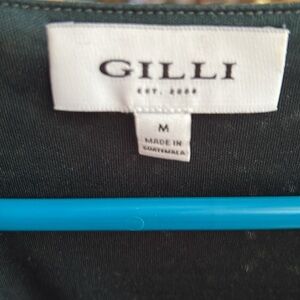 GILLI
EST. 2008
M
MADE IN
GUATEMALA